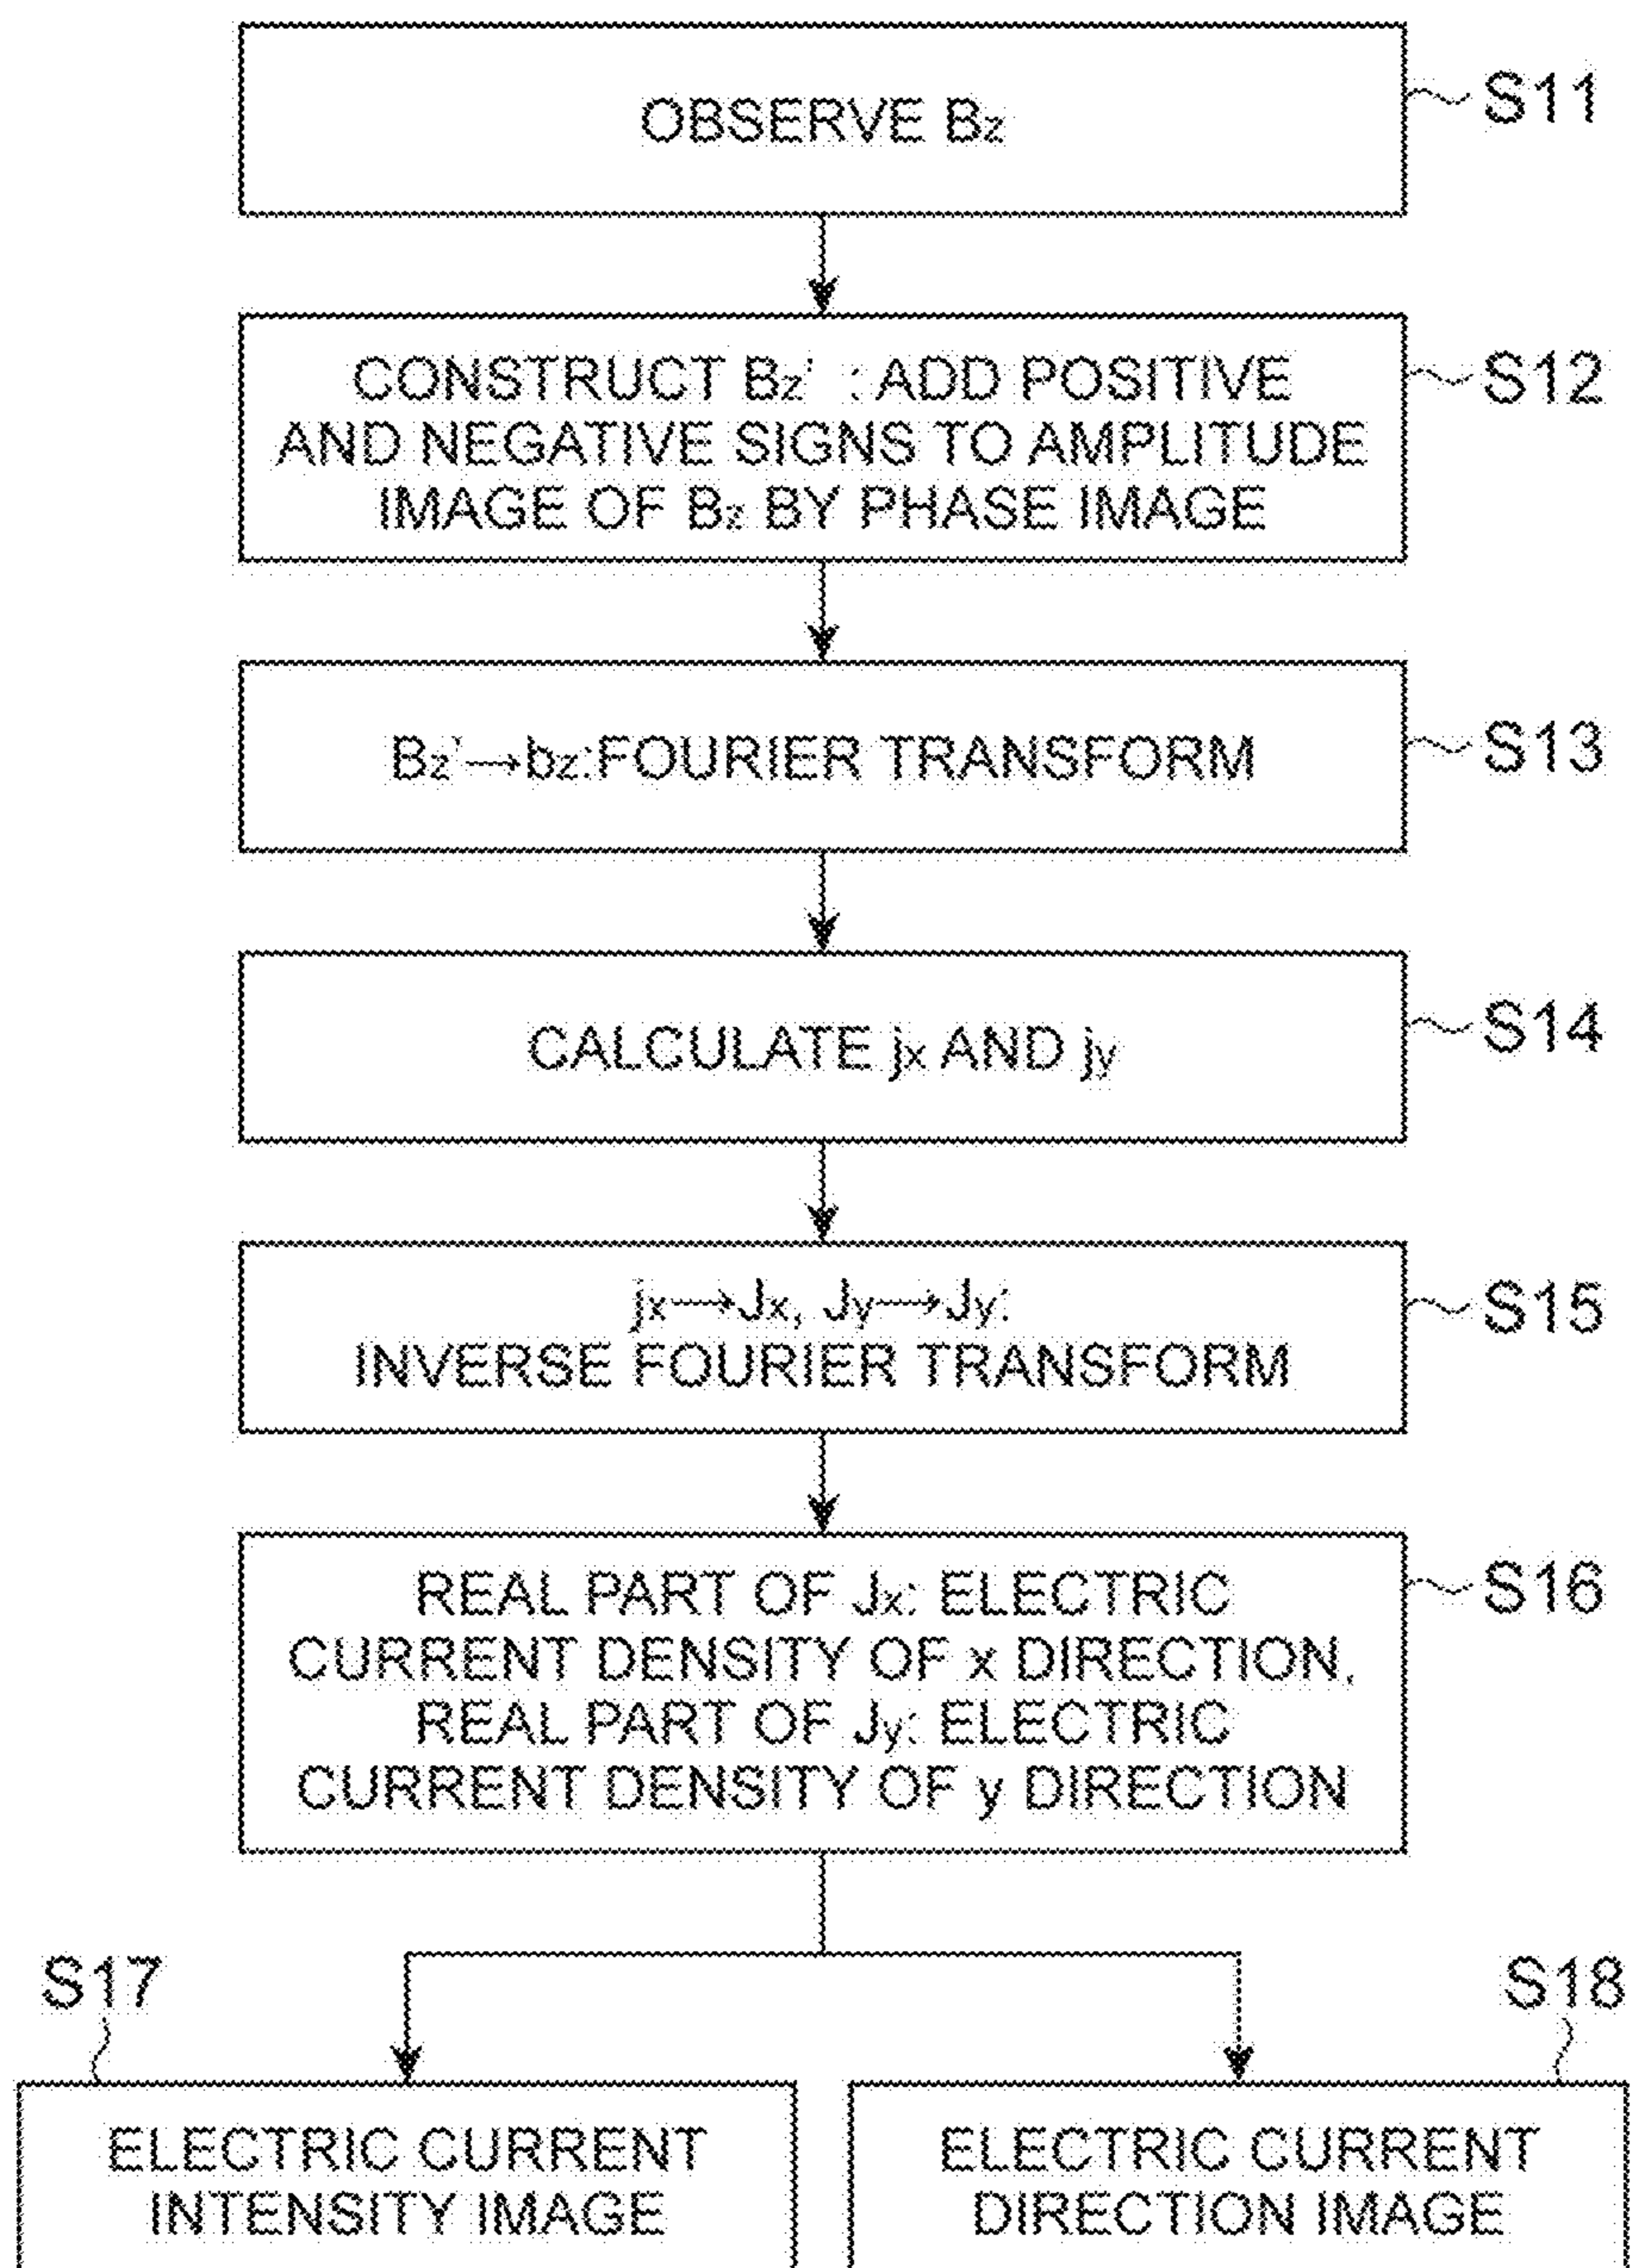 OBSERVE Bz
S11
CONSTRUCT Bz' : ADD POSITIVE
AND NEGATIVE SIGNS TO AMPLITUDE
IMAGE OF Bz BY PHASE IMAGE
S12
Bz'→bz:FOURIER TRANSFORM
S13
CALCULATE jx AND jy
S14
jx→Jx, Jy→Jy:
INVERSE FOURIER TRANSFORM
S15
REAL PART OF Jx: ELECTRIC
CURRENT DENSITY OF x DIRECTION,
REAL PART OF Jy: ELECTRIC
CURRENT DENSITY OF y DIRECTION
S16
S17
ELECTRIC CURRENT
INTENSITY IMAGE
S18
ELECTRIC CURRENT
DIRECTION IMAGE